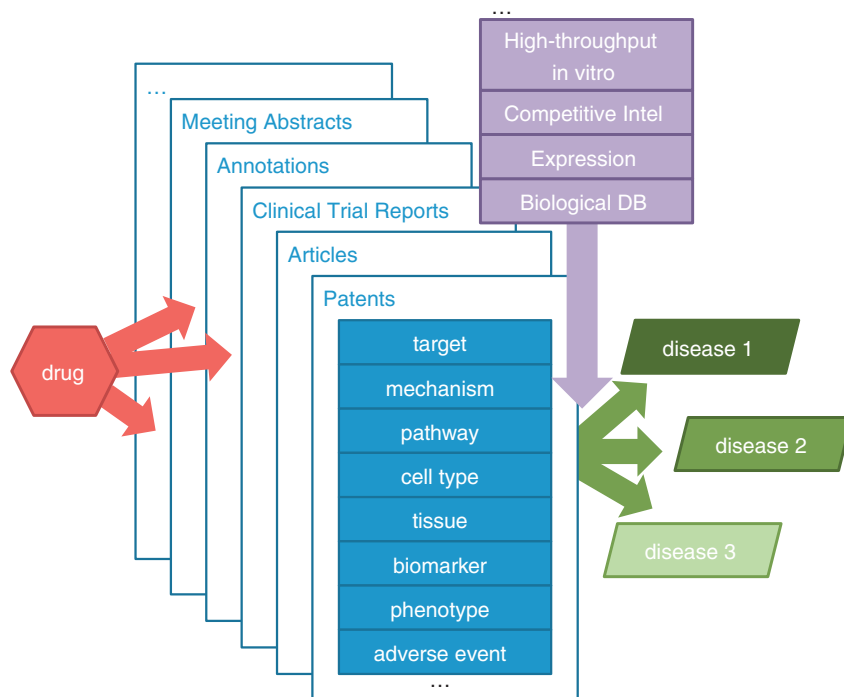 ...
High-throughput
in vitro
Competitive Intel
Expression
Biological DB
...
Meeting Abstracts
Annotations
Clinical Trial Reports
Articles
Patents
target
mechanism
pathway
cell type
tissue
biomarker
phenotype
adverse event
...
drug
disease 1
disease 2
disease 3